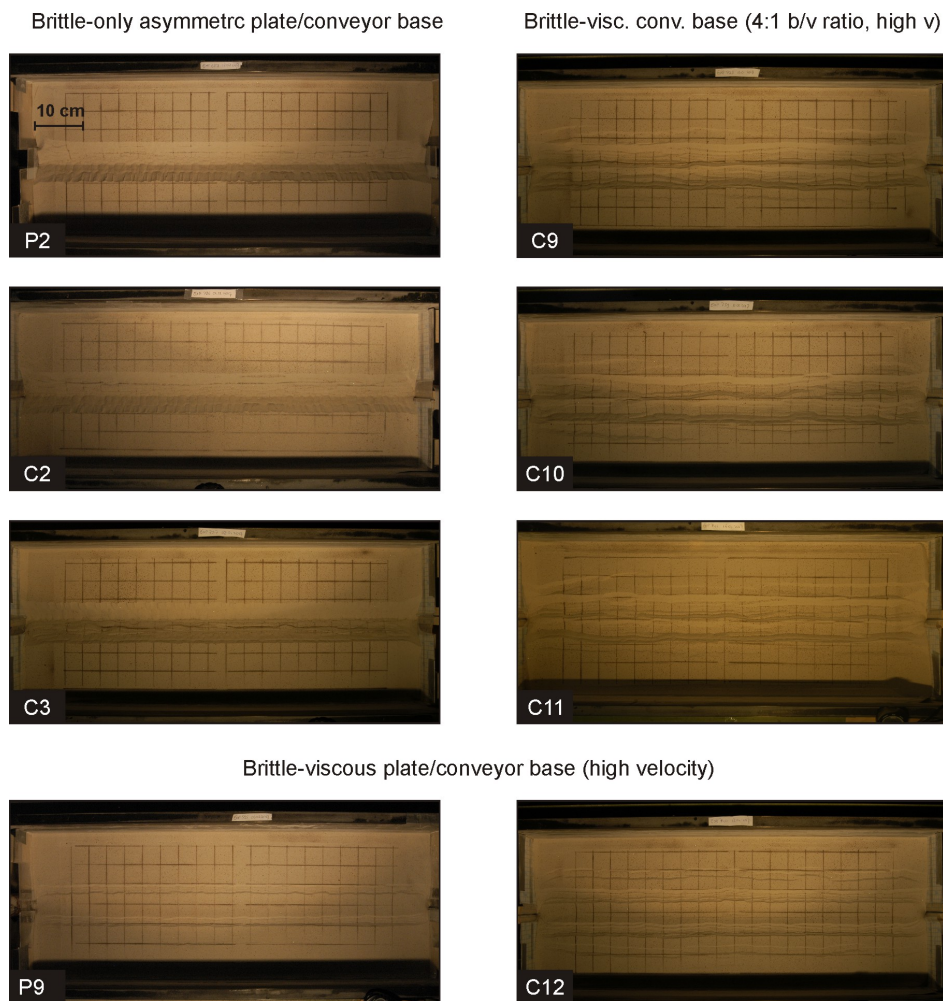 Brittle-only asymmetrc plate/conveyor base
Brittle-visc. conv. base (4:1 b/v ratio, high v)
10 cm
P2
C9
C2
C10
C3
C11
Brittle-viscous plate/conveyor base (high velocity)
P9
C12